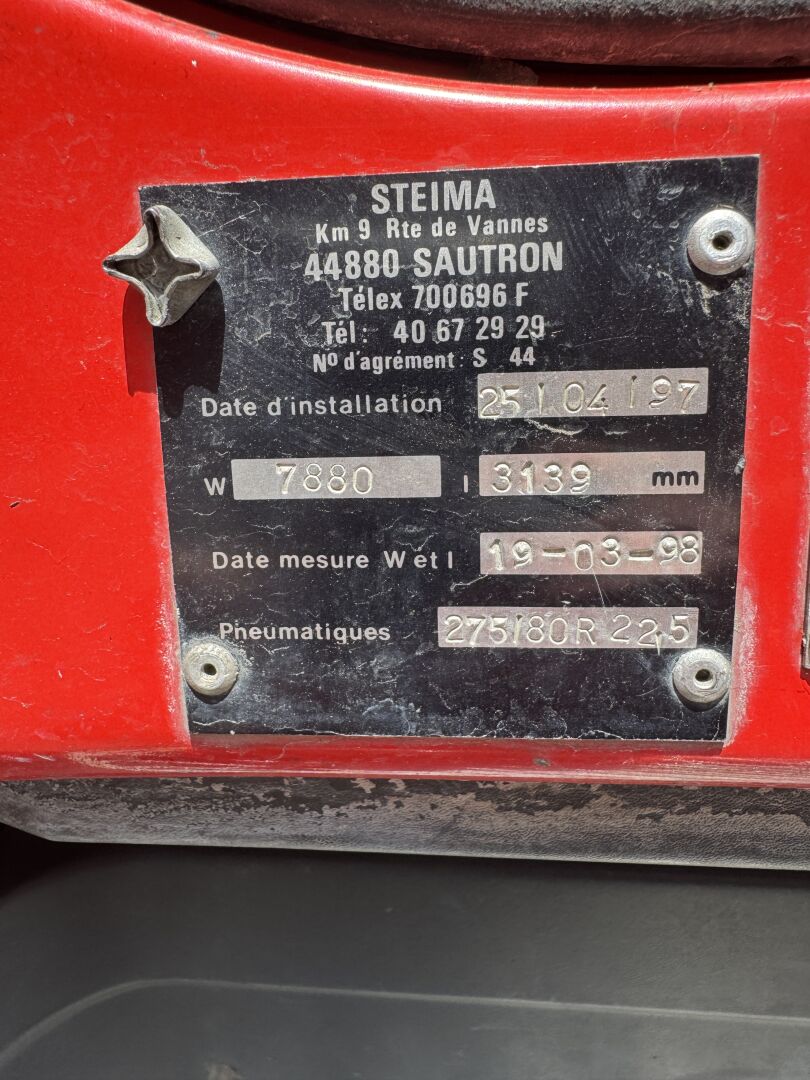 STEIMA
Km 9 Rte de Vannes
44880 SAUTRON
Télex 700696 F
Tél: 40 67 29 29
Nº d'agrément: S 44
Date d'installation 25/04/97
W 7880 l 3139 mm
Date mesure W et l 19-03-98
Pneumatiques 275/80R 22,5